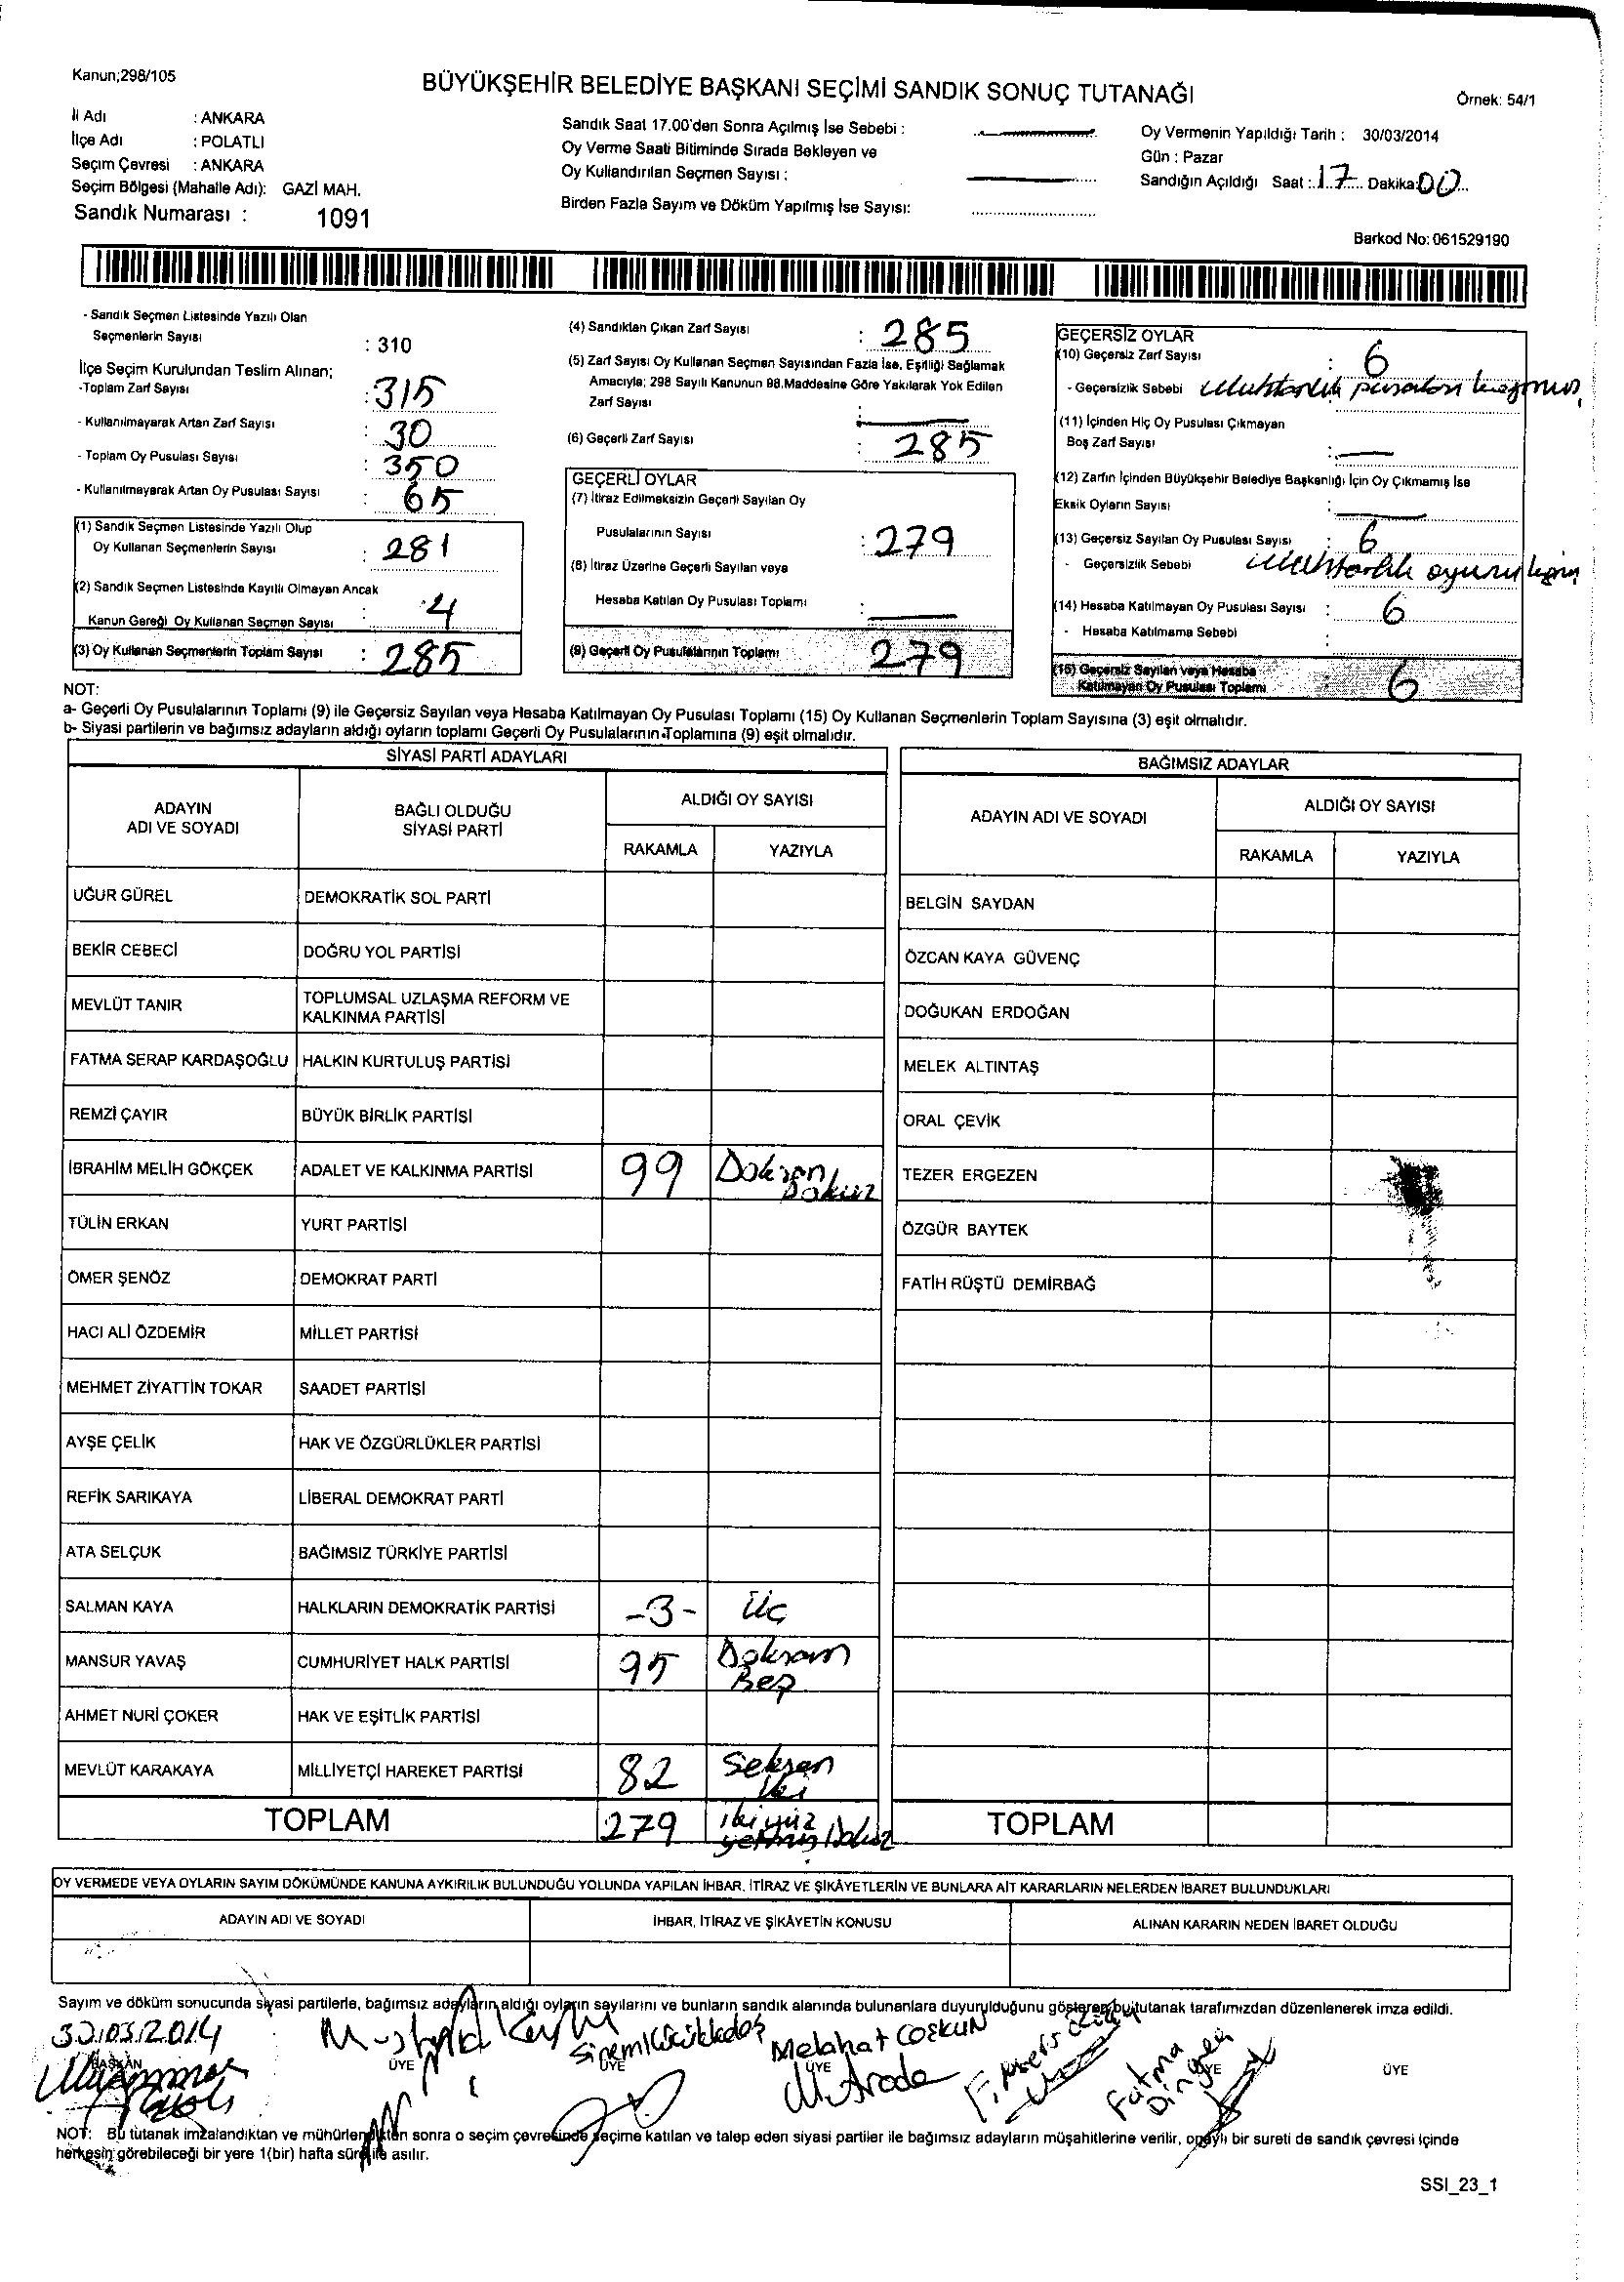 Kanun;298/105
BÜYÜKŞEHİR BELEDİYE BAŞKANI SEÇİMİ SANDIK SONUÇ TUTANAĞI
Örnek: 54/1
İl Adı : ANKARA
İlçe Adı : POLATLI
Seçim Çevresi : ANKARA
Seçim Bölgesi (Mahalle Adı): GAZİ MAH.
Sandık Numarası : 1091
Sandık Saat 17.00'den Sonra Açılmış İse Sebebi :
Oy Verme Saati Bitiminde Sırada Bekleyen ve
Oy Kullandırılan Seçmen Sayısı :
Birden Fazla Sayım ve Döküm Yapılmış İse Sayısı:
Oy Vermenin Yapıldığı Tarih : 30/03/2014
Gün : Pazar
Sandığın Açıldığı Saat : 17 Dakika: 00
Barkod No: 061529190
- Sandık Seçmen Listesinde Yazılı Olan
Seçmenlerin Sayısı : 310
İlçe Seçim Kurulundan Teslim Alınan;
-Toplam Zarf Sayısı : 315
- Kullanılmayarak Artan Zarf Sayısı : 30
- Toplam Oy Pusulası Sayısı : 350
- Kullanılmayarak Artan Oy Pusulası Sayısı : 65
(1) Sandık Seçmen Listesinde Yazılı Olup
Oy Kullanan Seçmenlerin Sayısı : 281
(2) Sandık Seçmen Listesinde Kayıtlı Olmayan Ancak
Kanun Gereği Oy Kullanan Seçmen Sayısı : 4
(3) Oy Kullanan Seçmenlerin Toplam Sayısı : 285
(4) Sandıktan Çıkan Zarf Sayısı : 285
(5) Zarf Sayısı Oy Kullanan Seçmen Sayısından Fazla İse, Eşitliği Sağlamak
Amacıyla; 298 Sayılı Kanunun 98.Maddesine Göre Yakılarak Yok Edilen
Zarf Sayısı : —
(6) Geçerli Zarf Sayısı : 285
GEÇERLİ OYLAR
(7) İtiraz Edilmeksizin Geçerli Sayılan Oy
Pusulalarının Sayısı : 279
(8) İtiraz Üzerine Geçerli Sayılan veya
Hesaba Katılan Oy Pusulası Toplamı : —
(9) Geçerli Oy Pusulalarının Toplamı 279
GEÇERSİZ OYLAR
(10) Geçersiz Zarf Sayısı : 6
- Geçersizlik Sebebi
(11) İçinden Hiç Oy Pusulası Çıkmayan
Boş Zarf Sayısı : —
(12) Zarfın İçinden Büyükşehir Belediye Başkanlığı İçin Oy Çıkmamış İse
Eksik Oyların Sayısı : —
(13) Geçersiz Sayılan Oy Pusulası Sayısı : 6
- Geçersizlik Sebebi
(14) Hesaba Katılmayan Oy Pusulası Sayısı : 6
- Hesaba Katılmama Sebebi :
(15) Geçersiz Sayılan veya Hesaba
Katılmayan Oy Pusulası Toplamı : 6
NOT:
a- Geçerli Oy Pusulalarının Toplamı (9) ile Geçersiz Sayılan veya Hesaba Katılmayan Oy Pusulası Toplamı (15) Oy Kullanan Seçmenlerin Toplam Sayısına (3) eşit olmalıdır.
b- Siyasi partilerin ve bağımsız adayların aldığı oyların toplamı Geçerli Oy Pusulalarının Toplamına (9) eşit olmalıdır.
SİYASİ PARTİ ADAYLARI
ADAYIN ADI VE SOYADI BAĞLI OLDUĞU SİYASİ PARTİ ALDIĞI OY SAYISI
RAKAMLA YAZIYLA
UĞUR GÜREL DEMOKRATİK SOL PARTİ
BEKİR CEBECİ DOĞRU YOL PARTİSİ
MEVLÜT TANIR TOPLUMSAL UZLAŞMA REFORM VE KALKINMA PARTİSİ
FATMA SERAP KARDAŞOĞLU HALKIN KURTULUŞ PARTİSİ
REMZİ ÇAYIR BÜYÜK BİRLİK PARTİSİ
İBRAHİM MELİH GÖKÇEK ADALET VE KALKINMA PARTİSİ 99 Doksan Dokuz
TÜLİN ERKAN YURT PARTİSİ
ÖMER ŞENÖZ DEMOKRAT PARTİ
HACI ALİ ÖZDEMİR MİLLET PARTİSİ
MEHMET ZİYATTİN TOKAR SAADET PARTİSİ
AYŞE ÇELİK HAK VE ÖZGÜRLÜKLER PARTİSİ
REFİK SARIKAYA LİBERAL DEMOKRAT PARTİ
ATA SELÇUK BAĞIMSIZ TÜRKİYE PARTİSİ
SALMAN KAYA HALKLARIN DEMOKRATİK PARTİSİ -3- Üç
MANSUR YAVAŞ CUMHURİYET HALK PARTİSİ 95 Doksan Beş
AHMET NURİ ÇOKER HAK VE EŞİTLİK PARTİSİ
MEVLÜT KARAKAYA MİLLİYETÇİ HAREKET PARTİSİ 82 Seksen iki
TOPLAM 279 ikiyüz yetmiş Dokuz
BAĞIMSIZ ADAYLAR
ADAYIN ADI VE SOYADI ALDIĞI OY SAYISI
RAKAMLA YAZIYLA
BELGİN SAYDAN
ÖZCAN KAYA GÜVENÇ
DOĞUKAN ERDOĞAN
MELEK ALTINTAŞ
ORAL ÇEVİK
TEZER ERGEZEN
ÖZGÜR BAYTEK
FATİH RÜŞTÜ DEMİRBAĞ
TOPLAM
OY VERMEDE VEYA OYLARIN SAYIM DÖKÜMÜNDE KANUNA AYKIRILIK BULUNDUĞU YOLUNDA YAPILAN İHBAR, İTİRAZ VE ŞİKÂYETLERİN VE BUNLARA AİT KARARLARIN NELERDEN İBARET BULUNDUKLARI
ADAYIN ADI VE SOYADI İHBAR, İTİRAZ VE ŞİKÂYETİN KONUSU ALINAN KARARIN NEDEN İBARET OLDUĞU
Sayım ve döküm sonucunda siyasi partilerle, bağımsız adayların aldığı oyların sayılarını ve bunların sandık alanında bulunanlara duyurulduğunu gösteren bu tutanak tarafımızdan düzenlenerek imza edildi.
30.03.2014
Melahat COŞKUN
Fatma
BAŞKAN ÜYE ÜYE ÜYE ÜYE ÜYE
NOT: Bu tutanak imzalandıktan ve mühürlendikten sonra o seçim çevresinde seçime katılan ve talep eden siyasi partiler ile bağımsız adayların müşahitlerine verilir, onaylı bir sureti de sandık çevresi içinde
herkesin görebileceği bir yere 1(bir) hafta süre ile asılır.
SSI_23_1